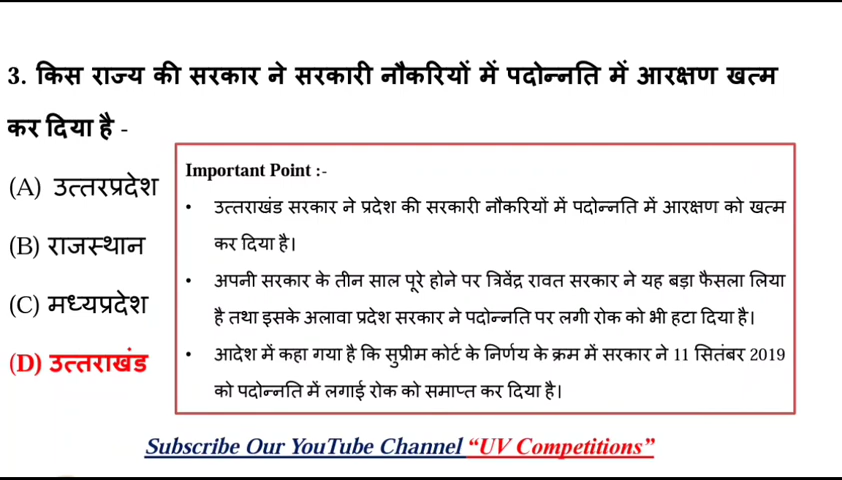 3. किस राज्य की सरकार ने सरकारी नौकरियों में पदोन्नति में आरक्षण खत्म
कर दिया है -
(A) उत्तरप्रदेश
(B) राजस्थान
(C) मध्यप्रदेश
(D) उत्तराखंड
Important Point :-
• उत्तराखंड सरकार ने प्रदेश की सरकारी नौकरियों में पदोन्नति में आरक्षण को खत्म
कर दिया है।
• अपनी सरकार के तीन साल पूरे होने पर त्रिवेंद्र रावत सरकार ने यह बड़ा फैसला लिया
है तथा इसके अलावा प्रदेश सरकार ने पदोन्नति पर लगी रोक को भी हटा दिया है।
• आदेश में कहा गया है कि सुप्रीम कोर्ट के निर्णय के क्रम में सरकार ने 11 सितंबर 2019
को पदोन्नति में लगाई रोक को समाप्त कर दिया है।
Subscribe Our YouTube Channel “UV Competitions”